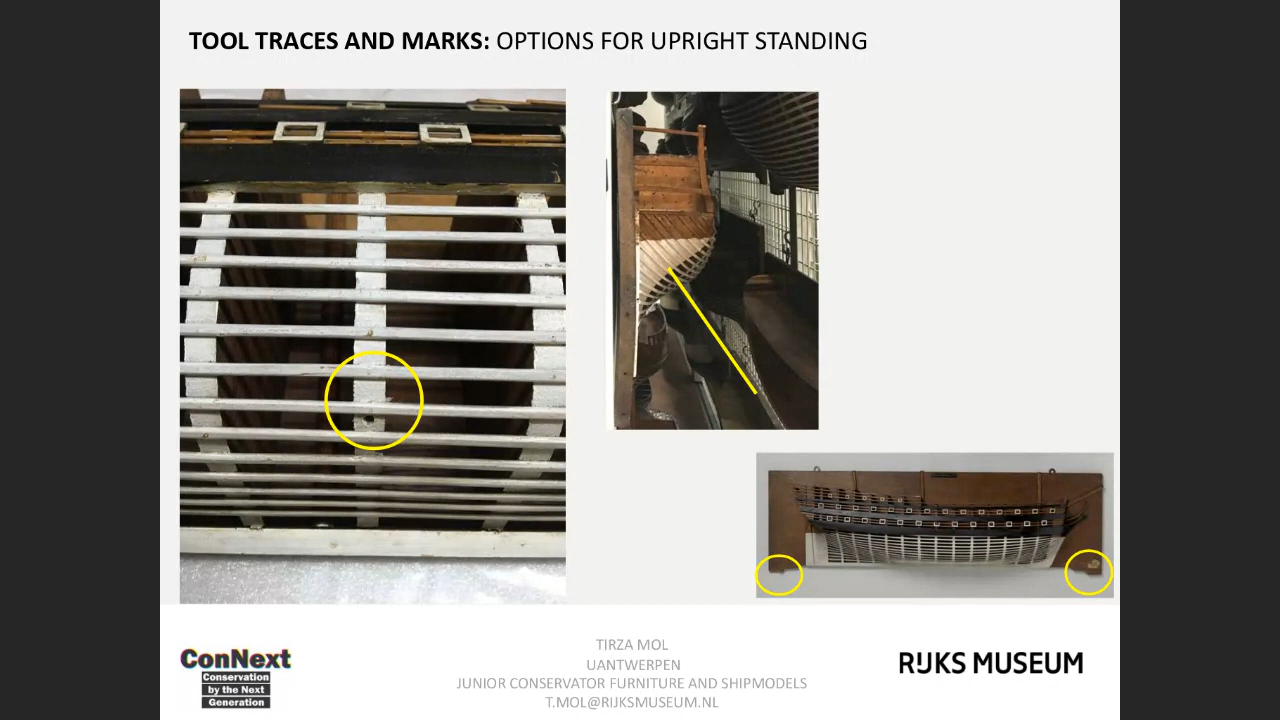 TOOL TRACES AND MARKS: OPTIONS FOR UPRIGHT STANDING
ConNext
Conservation
by the Next
Generation
TIRZA MOL
UANTWERPEN
JUNIOR CONSERVATOR FURNITURE AND SHIPMODELS
T.MOL@RIJKSMUSEUM.NL
RIJKS MUSEUM